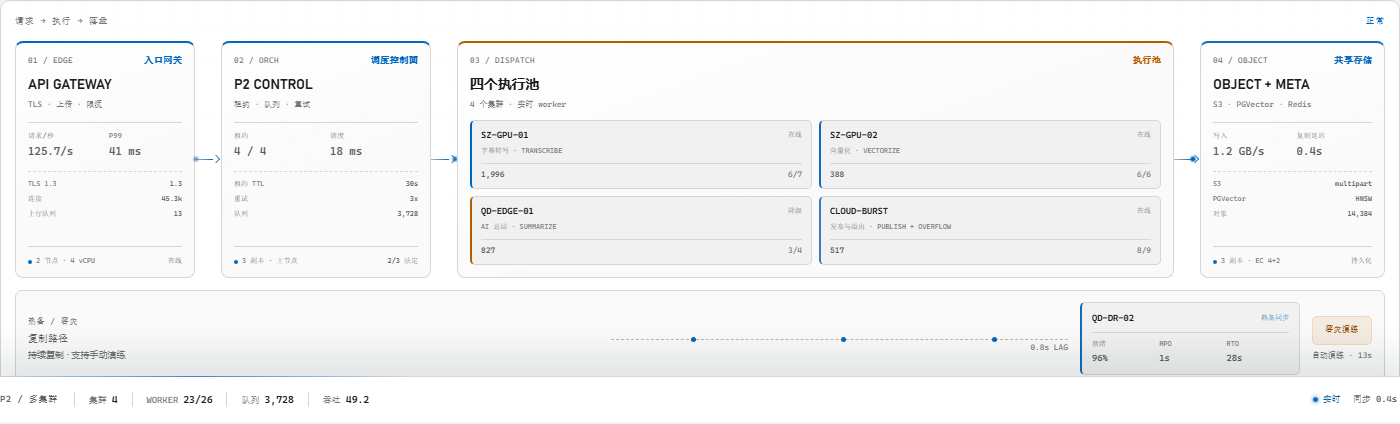 请求 → 执行 → 落盘
正常
01 / EDGE 入口网关
API GATEWAY
TLS · 上传 · 限流
请求/秒 P99
125.7/s 41 ms
TLS 1.3 1.3
连接 45.3k
上行队列 13
2 节点 · 4 vCPU 在线
02 / ORCH 调度控制面
P2 CONTROL
租约 · 队列 · 重试
租约 调度
4 / 4 18 ms
租约 TTL 30s
重试 3x
队列 3,728
3 副本 · 主节点 2/3 法定
03 / DISPATCH 执行池
四个执行池
4 个集群 · 实时 worker
SZ-GPU-01 在线
字幕转写 · TRANSCRIBE
1,996 6/7
SZ-GPU-02 在线
向量化 · VECTORIZE
388 6/6
QD-EDGE-01 降级
AI 总结 · SUMMARIZE
827 3/4
CLOUD-BURST 在线
发布与溢出 · PUBLISH + OVERFLOW
517 8/9
04 / OBJECT 共享存储
OBJECT + META
S3 · PGVector · Redis
写入 复制延迟
1.2 GB/s 0.4s
S3 multipart
PGVector HNSW
对象 14,384
3 副本 · EC 4+2 持久化
热备 / 容灾
复制路径
持续复制 · 支持手动演练
0.8s LAG
QD-DR-02 热备同步
就绪 RPO RTO
96% 1s 28s
容灾演练
自动演练 · 13s
P2 / 多集群 集群 4 WORKER 23/26 队列 3,728 吞吐 49.2 实时 同步 0.4s